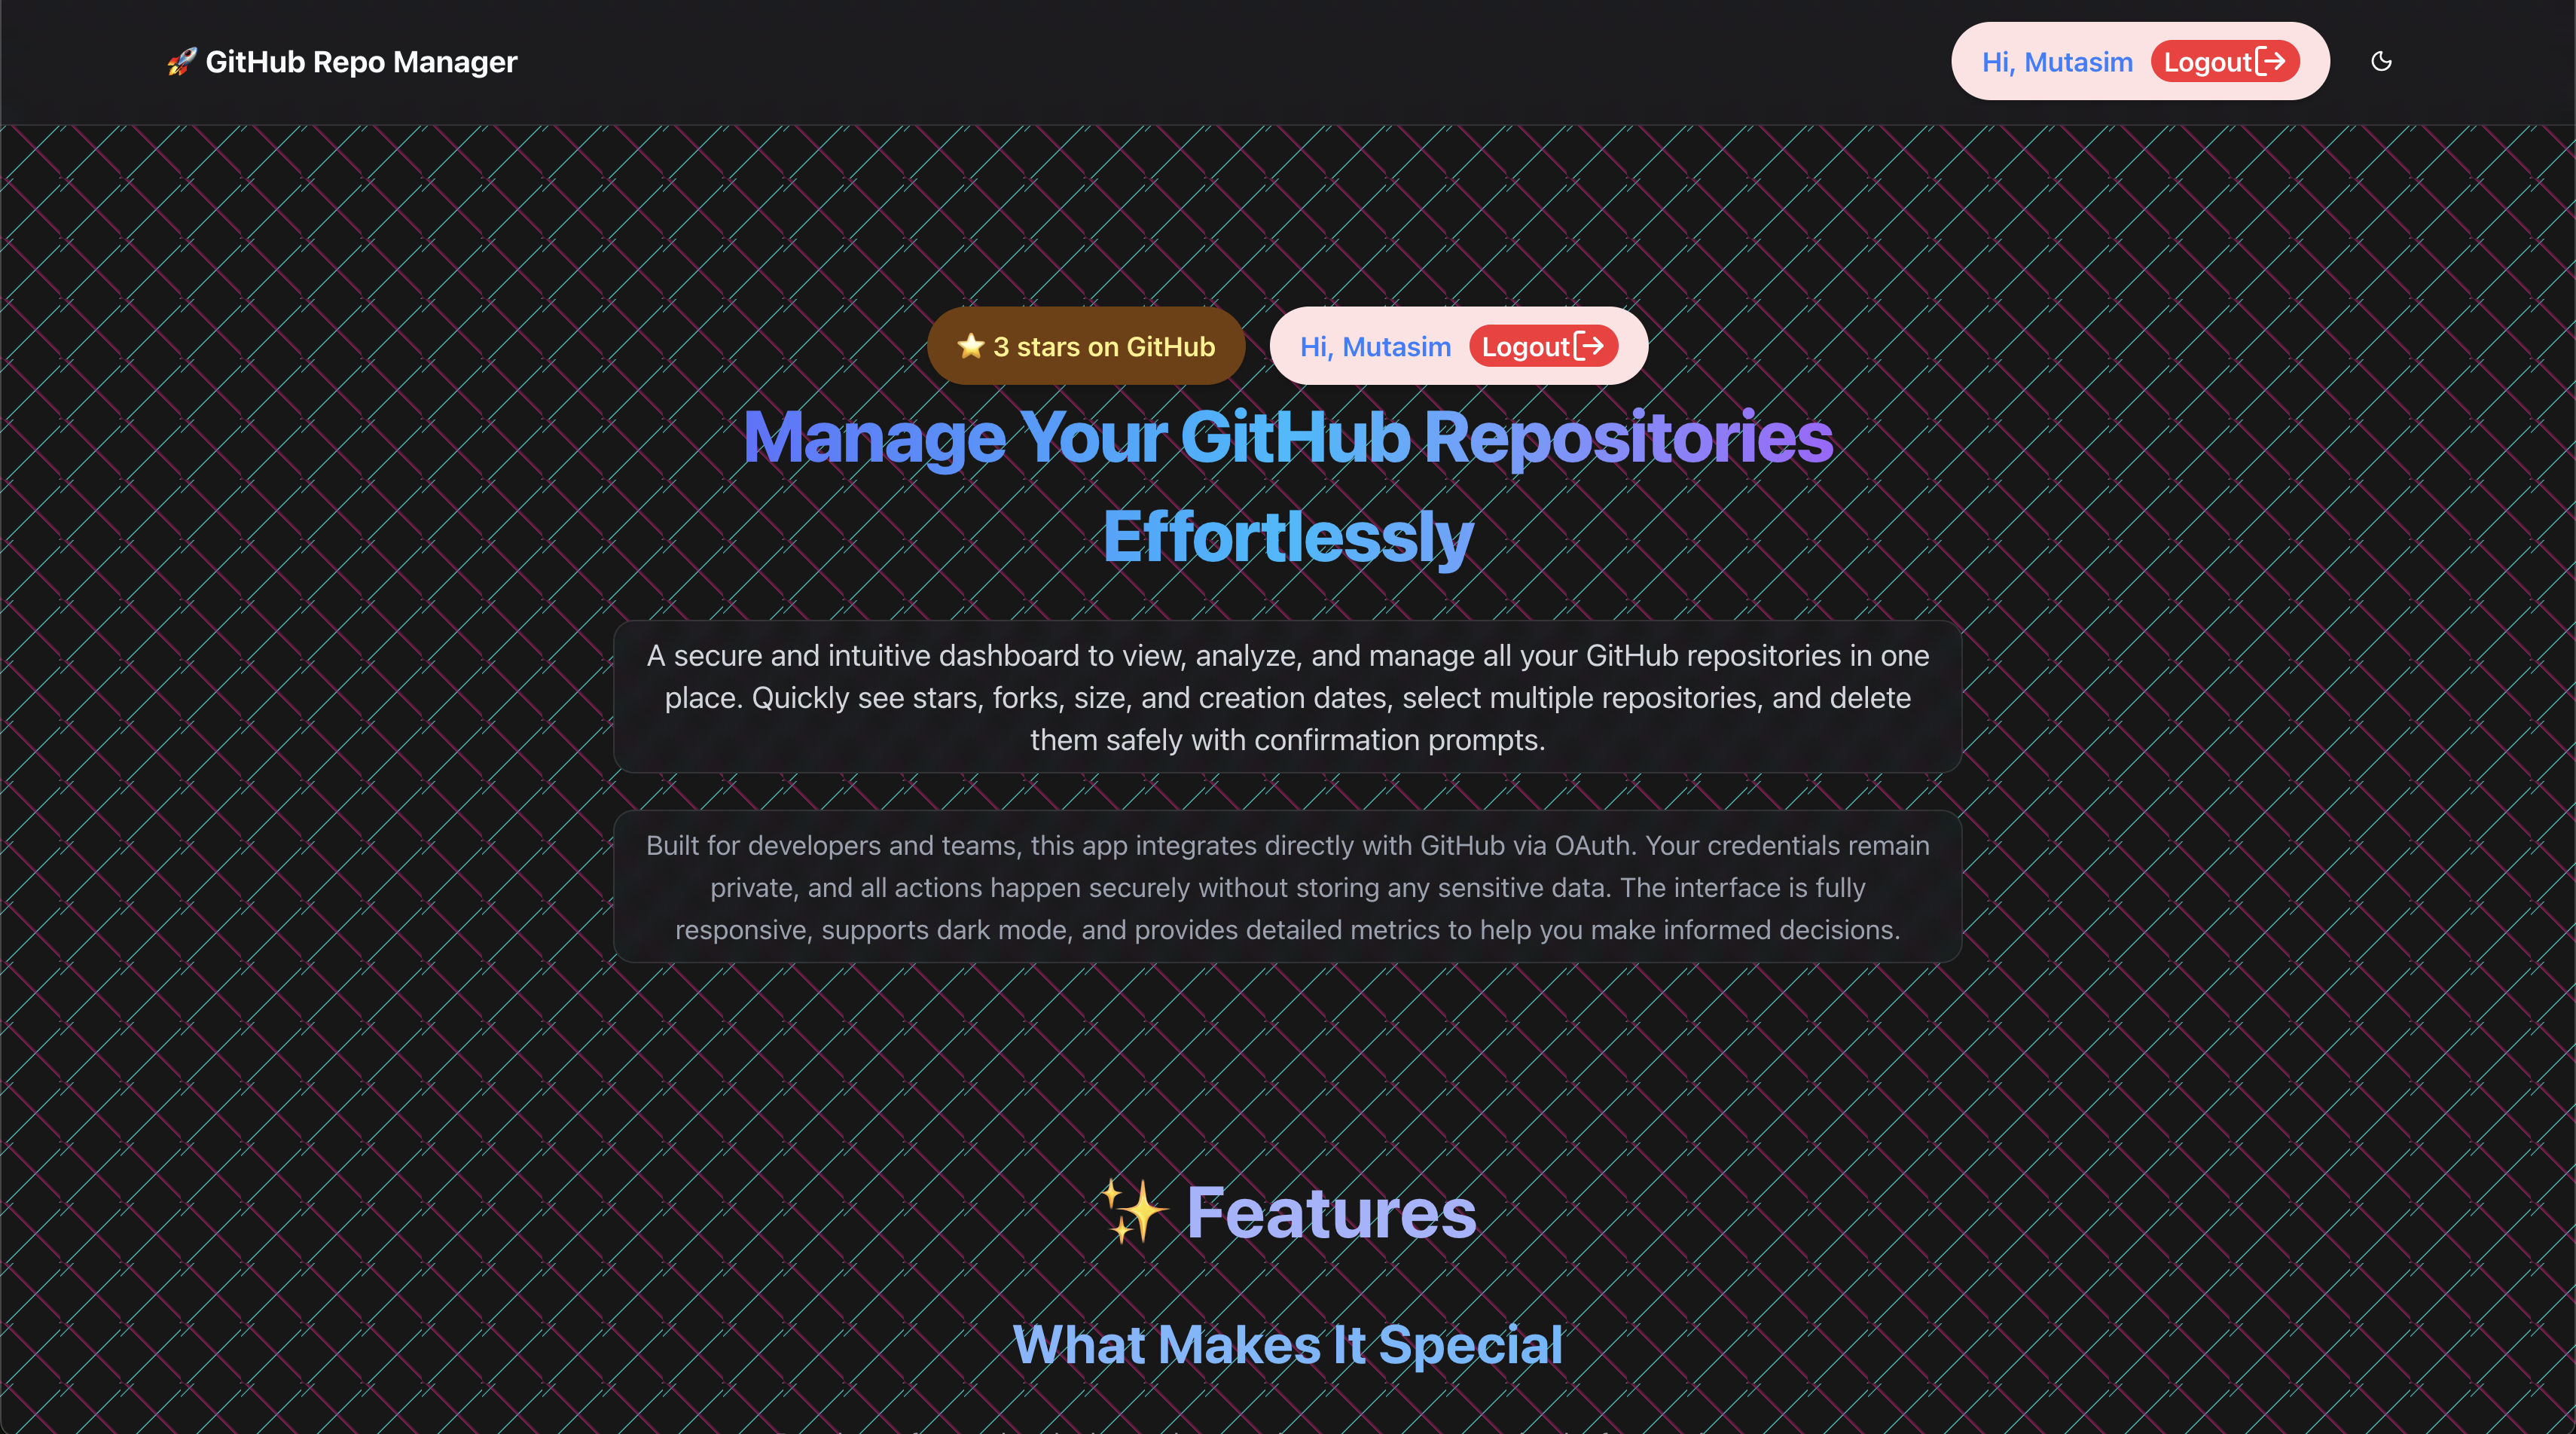 🚀 GitHub Repo Manager
Hi, Mutasim Logout
⭐ 3 stars on GitHub
Hi, Mutasim Logout
Manage Your GitHub Repositories
Effortlessly
A secure and intuitive dashboard to view, analyze, and manage all your GitHub repositories in one
place. Quickly see stars, forks, size, and creation dates, select multiple repositories, and delete
them safely with confirmation prompts.
Built for developers and teams, this app integrates directly with GitHub via OAuth. Your credentials remain
private, and all actions happen securely without storing any sensitive data. The interface is fully
responsive, supports dark mode, and provides detailed metrics to help you make informed decisions.
✨ Features
What Makes It Special